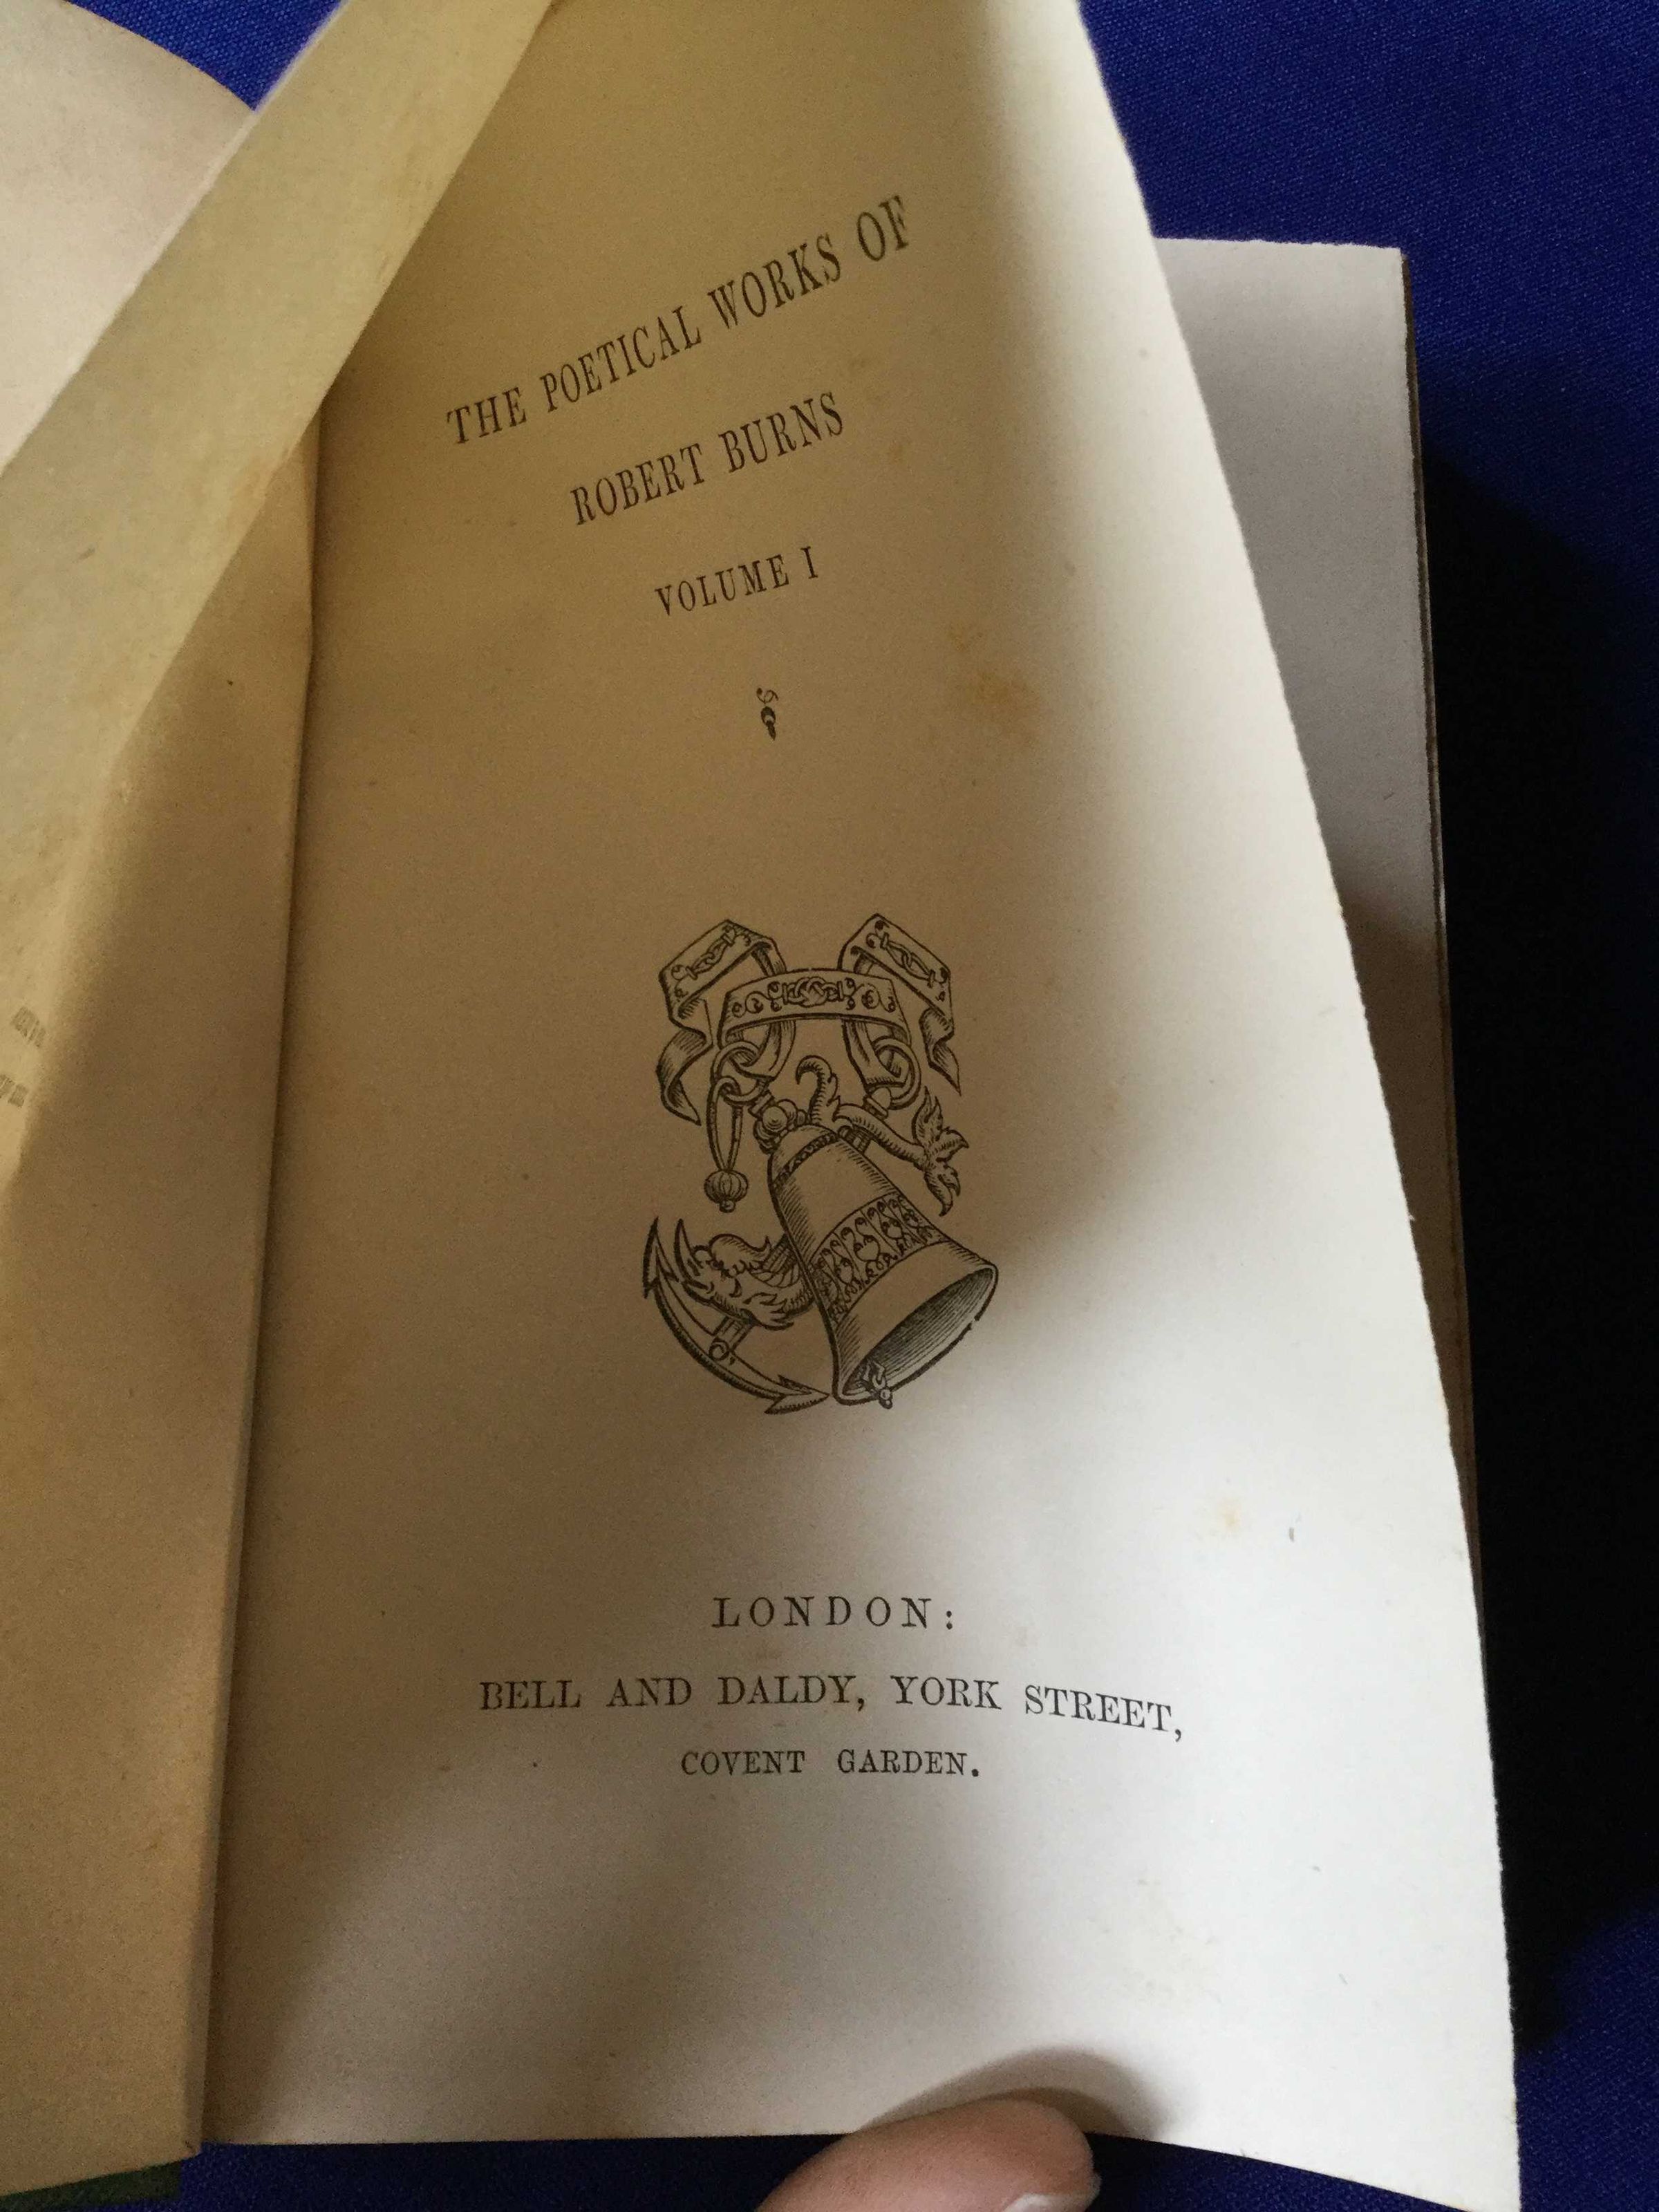 THE POETICAL WORKS OF
ROBERT BURNS
VOLUME I
LONDON:
BELL AND DALDY, YORK STREET,
COVENT GARDEN.